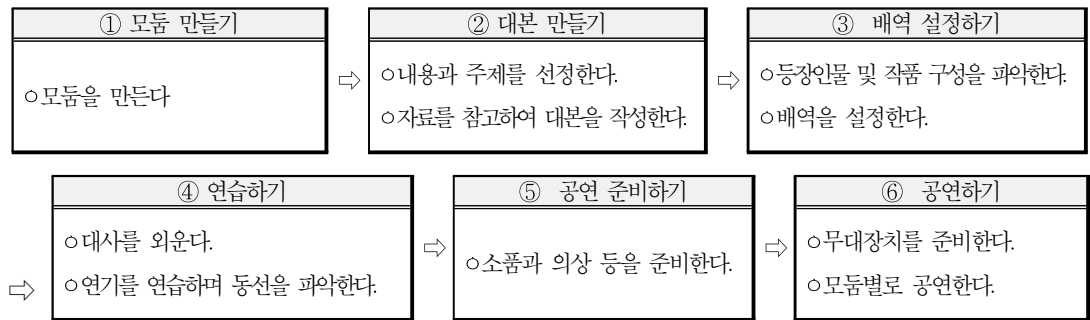 ① 모둠 만들기
○모둠을 만든다
⇨
② 대본 만들기
○내용과 주제를 선정한다.
○자료를 참고하여 대본을 작성한다.
⇨
③ 배역 설정하기
○등장인물 및 작품 구성을 파악한다.
○배역을 설정한다.
⇨
④ 연습하기
○대사를 외운다.
○연기를 연습하며 동선을 파악한다.
⇨
⑤ 공연 준비하기
○소품과 의상 등을 준비한다.
⇨
⑥ 공연하기
○무대장치를 준비한다.
○모둠별로 공연한다.